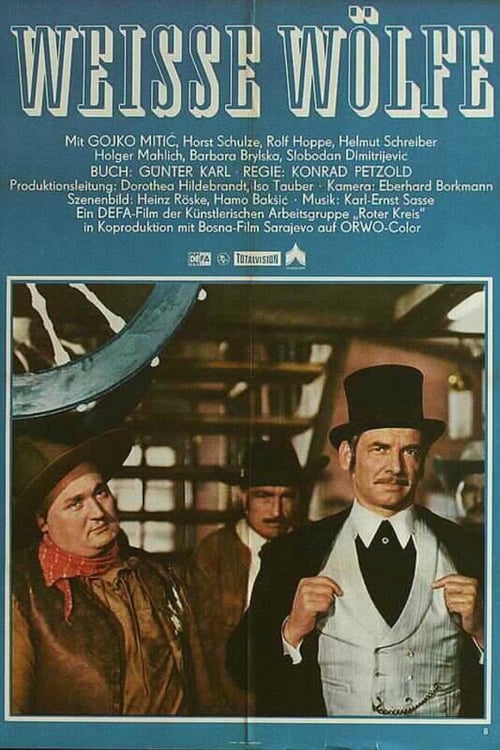 WEISSE WÖLFE
Mit GOJKO MITIĆ, Horst Schulze, Rolf Hoppe, Helmut Schreiber
Holger Mahlich, Barbara Brylska, Slobodan Dimitrijević
BUCH: GÜNTER KARL · REGIE: KONRAD PETZOLD
Produktionsleitung: Dorothea Hildebrandt, Iso Tauber · Kamera: Eberhard Borkmann
Szenenbild: Heinz Röske, Hamo Bakšić · Musik: Karl-Ernst Sasse
Ein DEFA-Film der Künstlerischen Arbeitsgruppe „Roter Kreis"
in Koproduktion mit Bosna-Film Sarajevo auf ORWO-Color
DEFA TOTALVISION
8